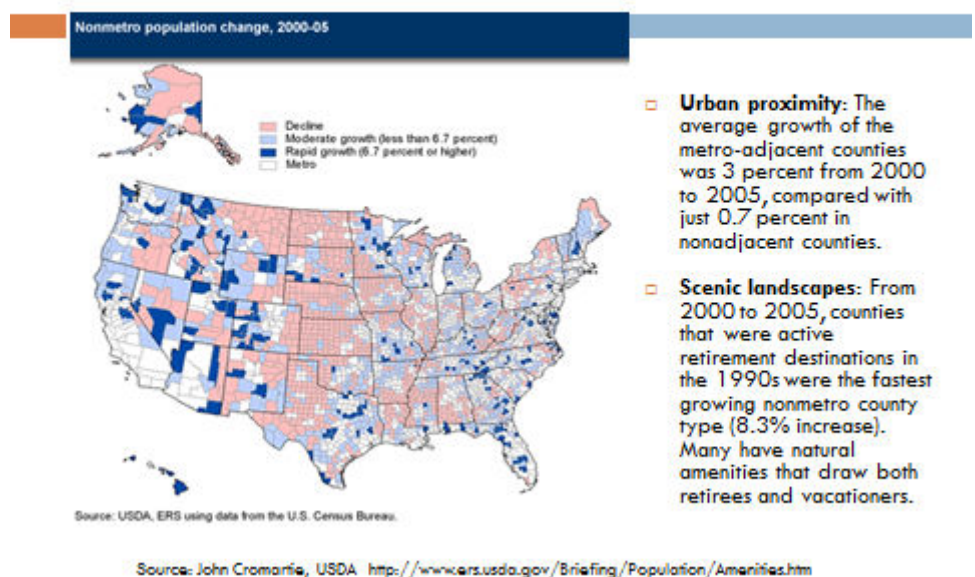 Nonmetro population change, 2000-05
Decline
Moderate growth (less than 6.7 percent)
Rapid growth (6.7 percent or higher)
Metro
Source: USDA, ERS using data from the U.S. Census Bureau.
Urban proximity: The
average growth of the
metro-adjacent counties
was 3 percent from 2000
to 2005, compared with
just 0.7 percent in
nonadjacent counties.
Scenic landscapes: From
2000 to 2005, counties
that were active
retirement destinations in
the 1990s were the fastest
growing nonmetro county
type (8.3% increase).
Many have natural
amenities that draw both
retirees and vacationers.
Source: John Cromartie, USDA http://www.ers.usda.gov/Briefing/Population/Amenities.htm